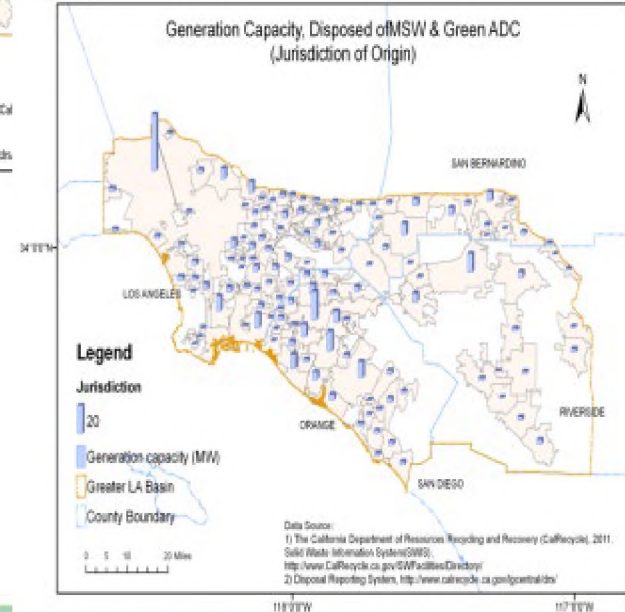 Generation Capacity, Disposed ofMSW & Green ADC
(Jurisdiction of Origin)
N
SAN BERNARDINO
34°0'0"N
LOS ANGELES
Legend
Jurisdiction
20
Generation capacity (MW)
Greater LA Basin
County Boundary
0 5 10 20 Miles
ORANGE
RIVERSIDE
SAN DIEGO
Data Source:
1) The California Department of Resources Recycling and Recovery (CalRecycle), 2011.
Solid Waste Information System(SWIS).
http://www.CalRecycle.ca.gov/SWFacilities/Directory/
2) Disposal Reporting System, http://www.calrecycle.ca.gov/lgcentral/drs/
118°0'0"W
117°0'0"W